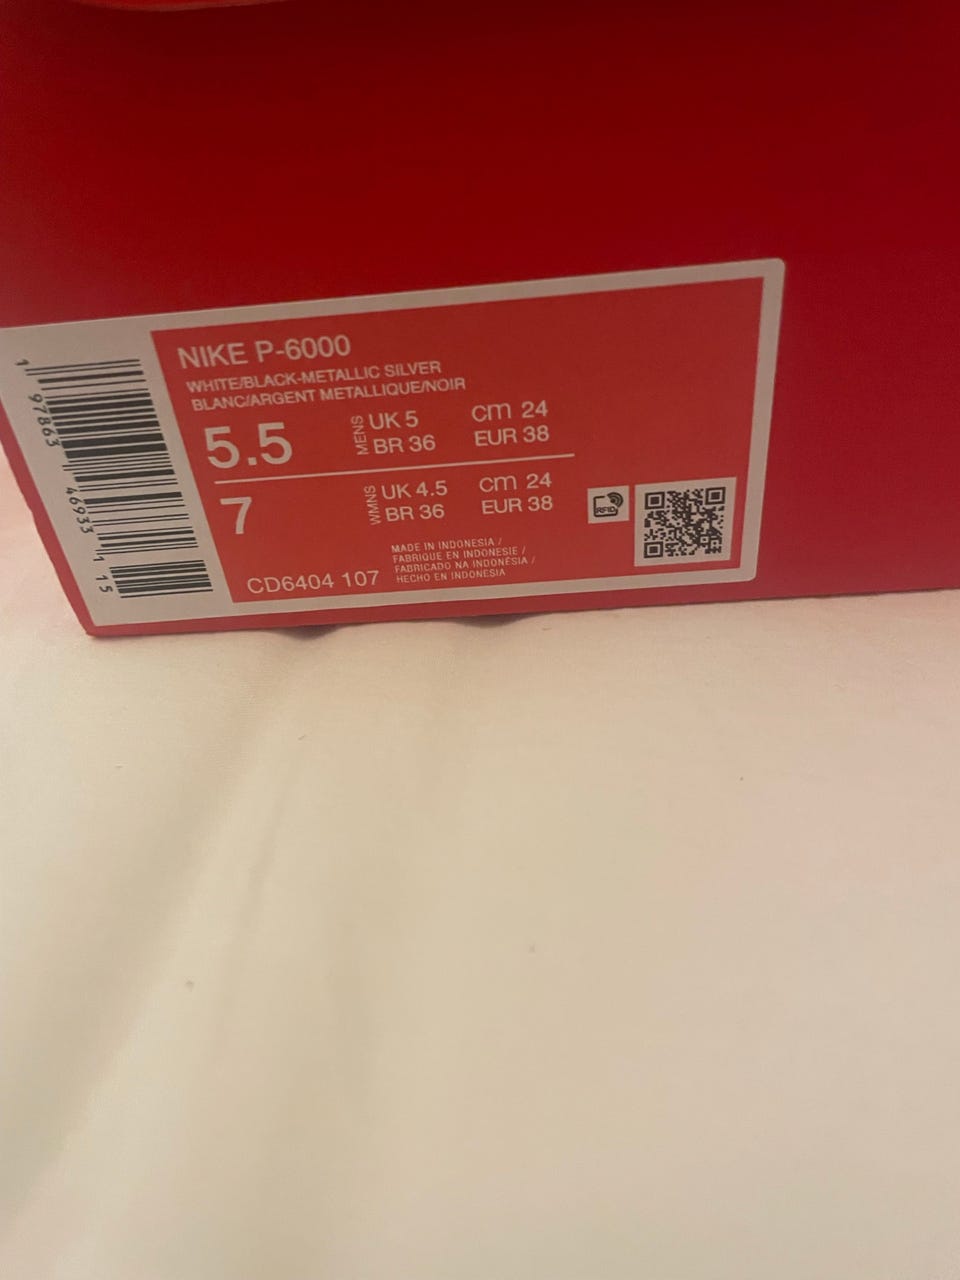 NIKE P-6000
WHITE/BLACK-METALLIC SILVER
BLANC/ARGENT METALLIQUE/NOIR
5.5 MENS UK 5 cm 24
BR 36 EUR 38
7 WMNS UK 4.5 cm 24
BR 36 EUR 38
RFID
CD6404 107
MADE IN INDONESIA /
FABRIQUE EN INDONESIE /
FABRICADO NA INDONÉSIA /
HECHO EN INDONESIA
1 97863 46933 1 15